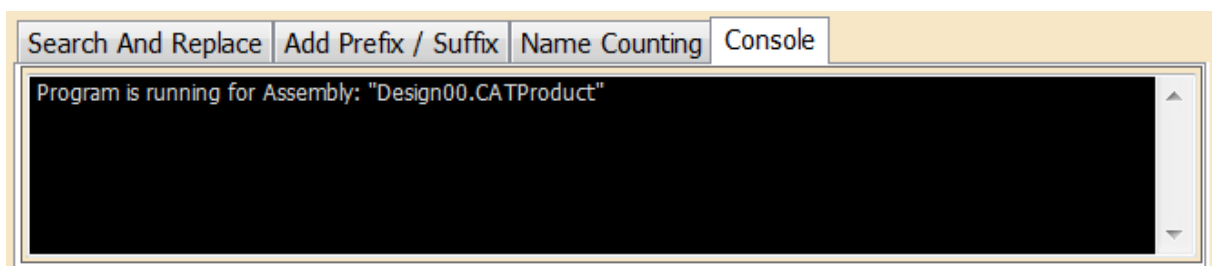 Search And Replace Add Prefix / Suffix Name Counting Console
Program is running for Assembly: "Design00.CATProduct"